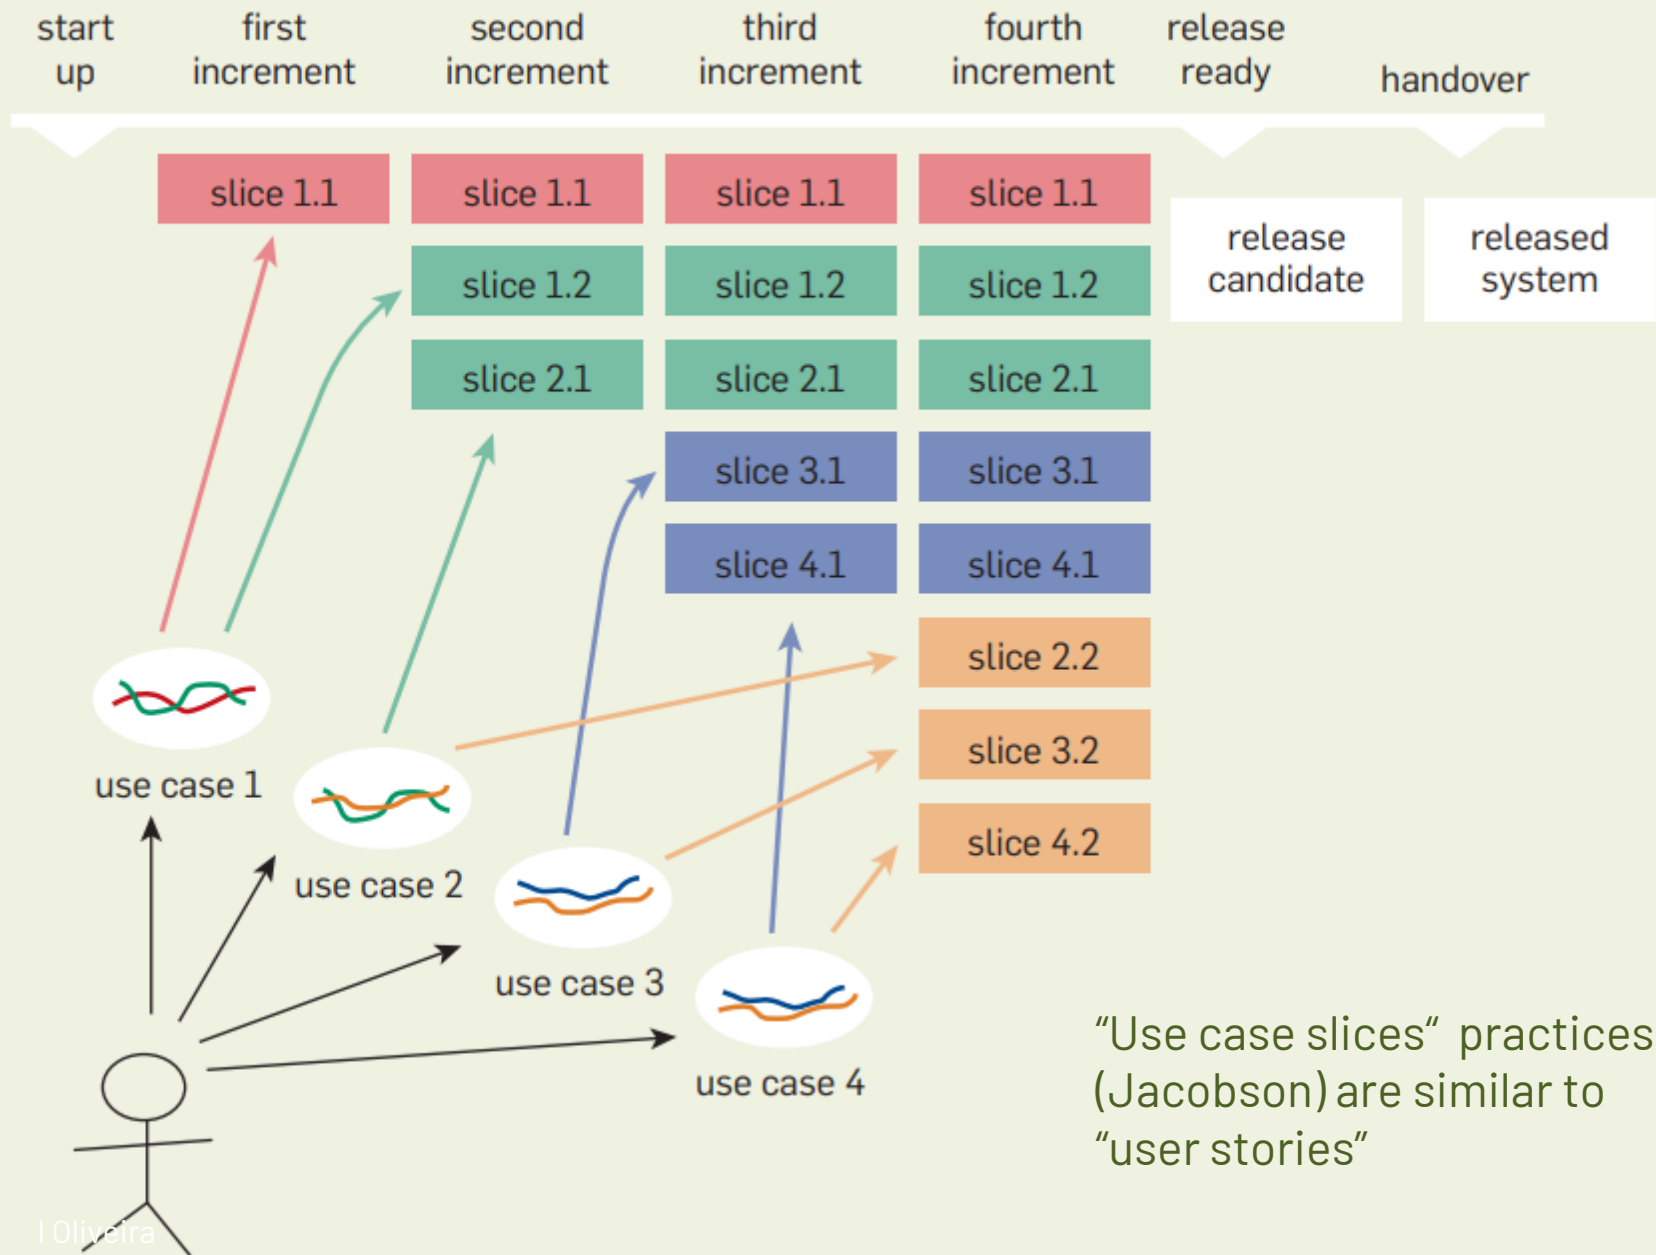 start
up
first
increment
second
increment
third
increment
fourth
increment
release
ready
handover
slice 1.1
slice 1.1
slice 1.1
slice 1.1
release
candidate
released
system
slice 1.2
slice 1.2
slice 1.2
slice 2.1
slice 2.1
slice 2.1
slice 3.1
slice 3.1
slice 4.1
slice 4.1
slice 2.2
slice 3.2
slice 4.2
use case 1
use case 2
use case 3
use case 4
“Use case slices“ practices
(Jacobson) are similar to
“user stories”
I Oliveira